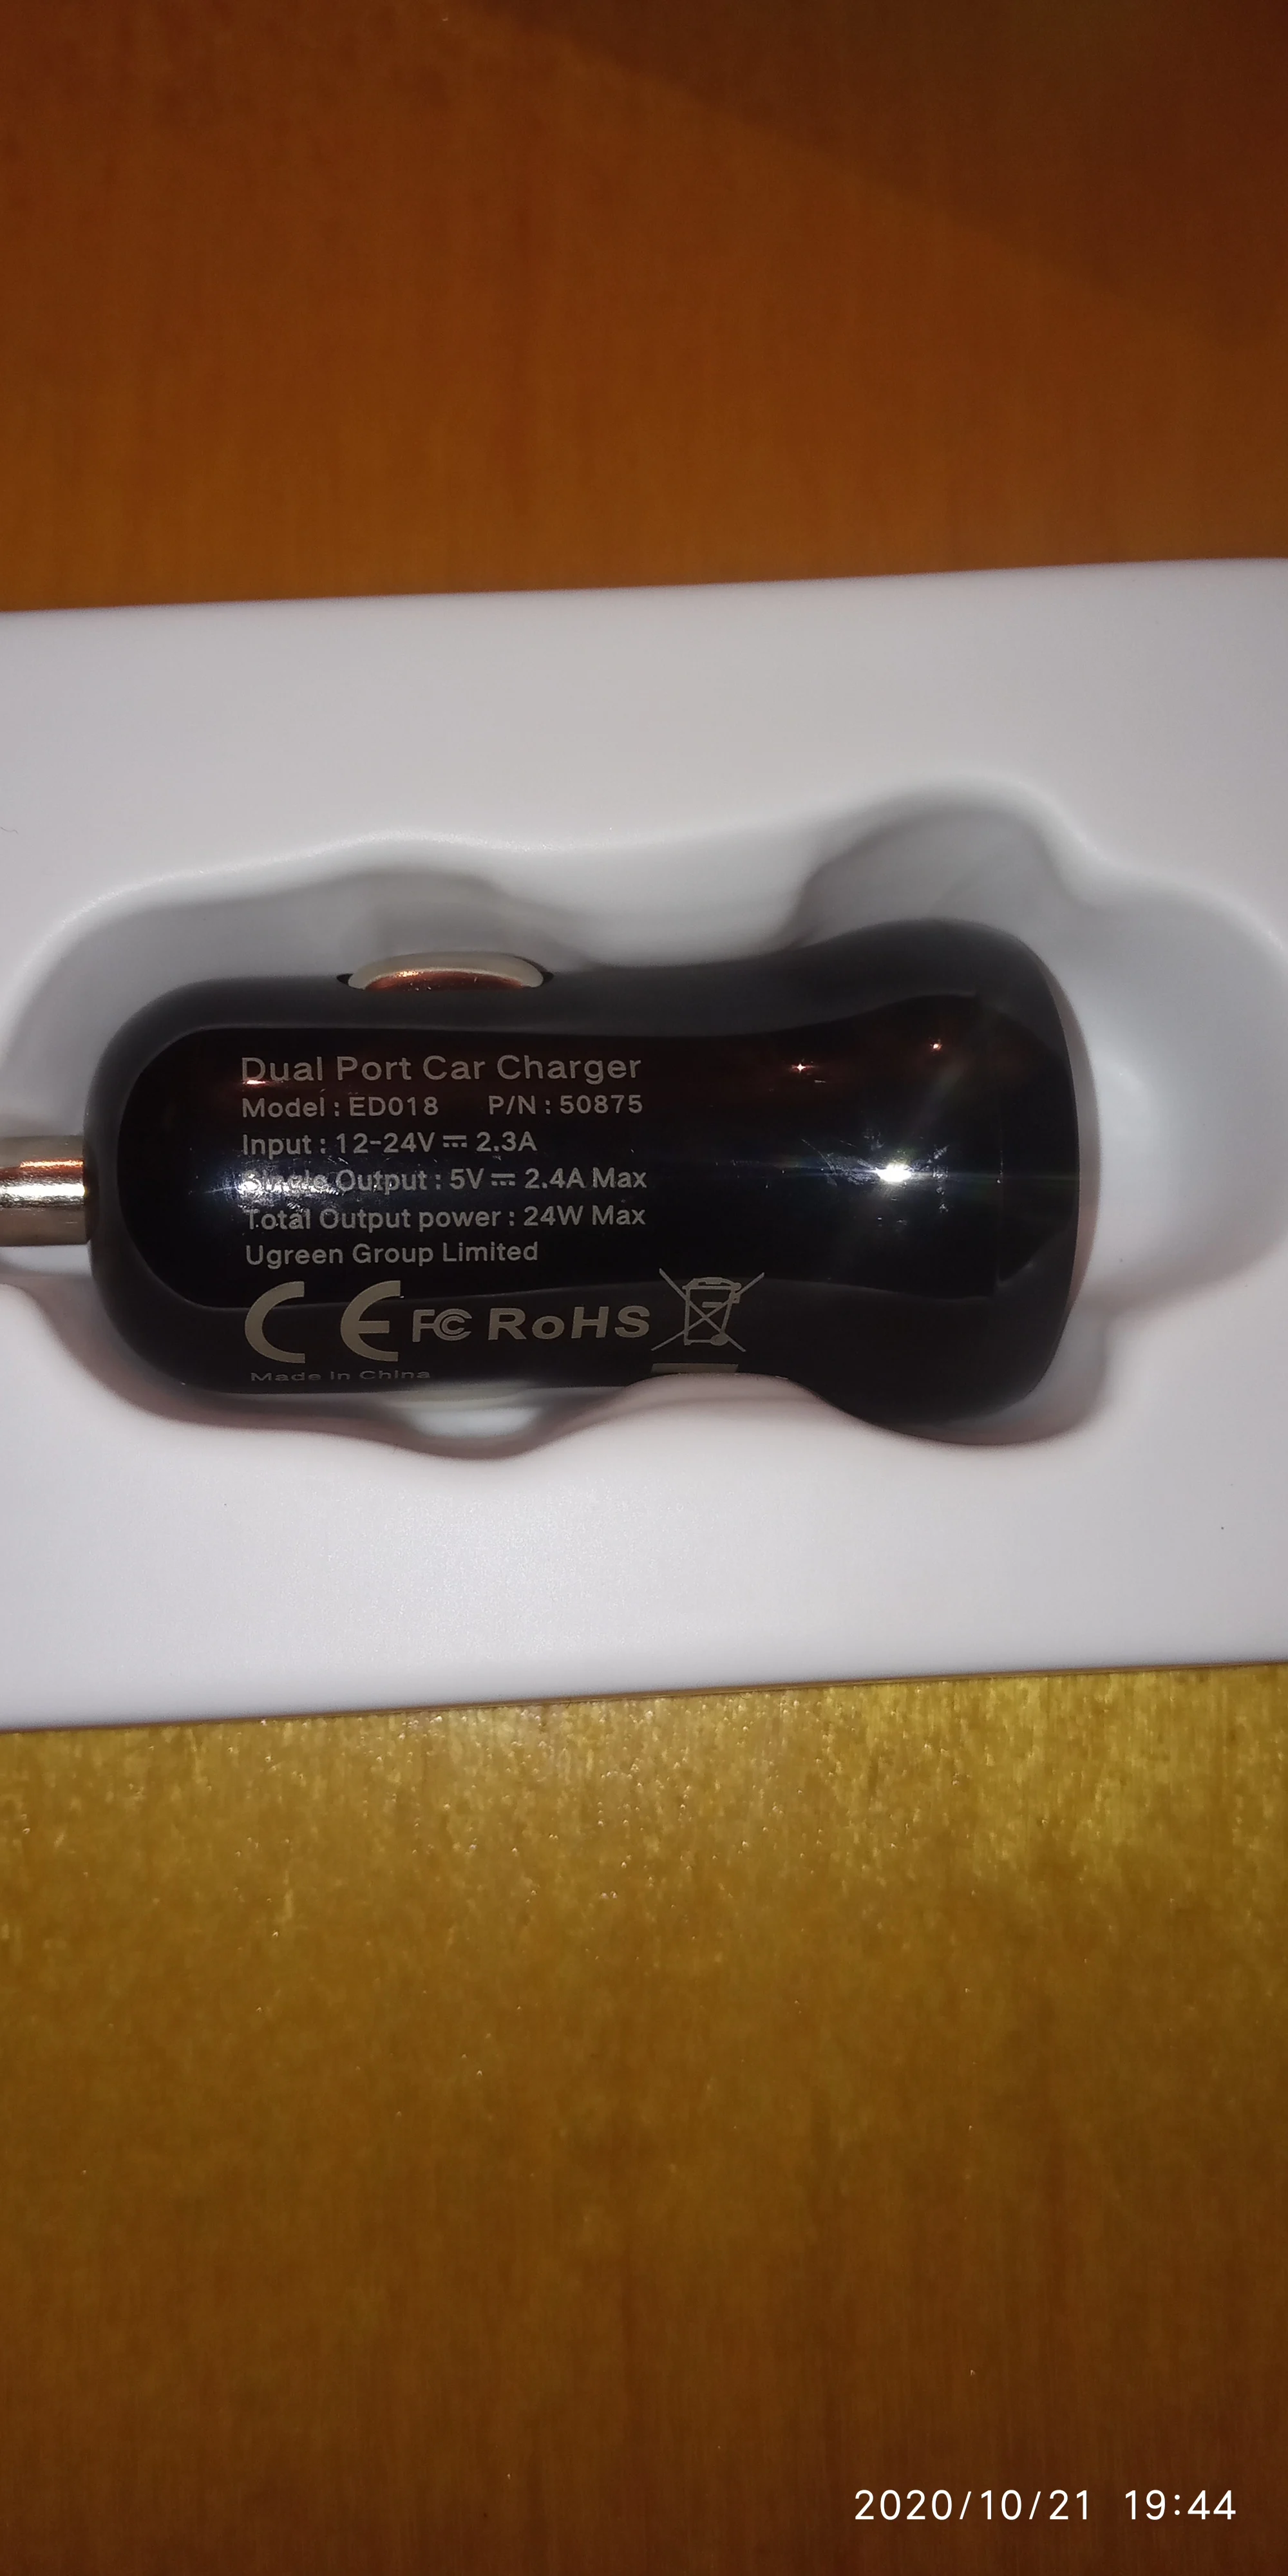 Dual Port Car Charger
Model : ED018 P/N : 50875
Input : 12-24V ⎓ 2.3A
Single Output : 5V ⎓ 2.4A Max
Total Output power : 24W Max
Ugreen Group Limited
CE FC RoHS
Made in China
2020/10/21 19:44